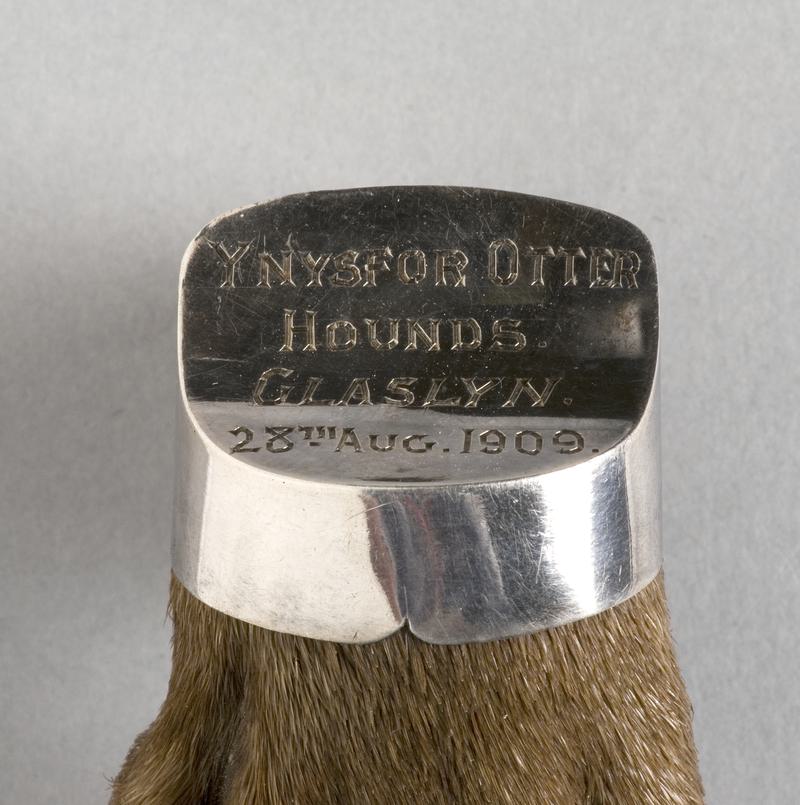 YNYSFOR OTTER
HOUNDS.
GLASLYN.
28TH AUG. 1909.